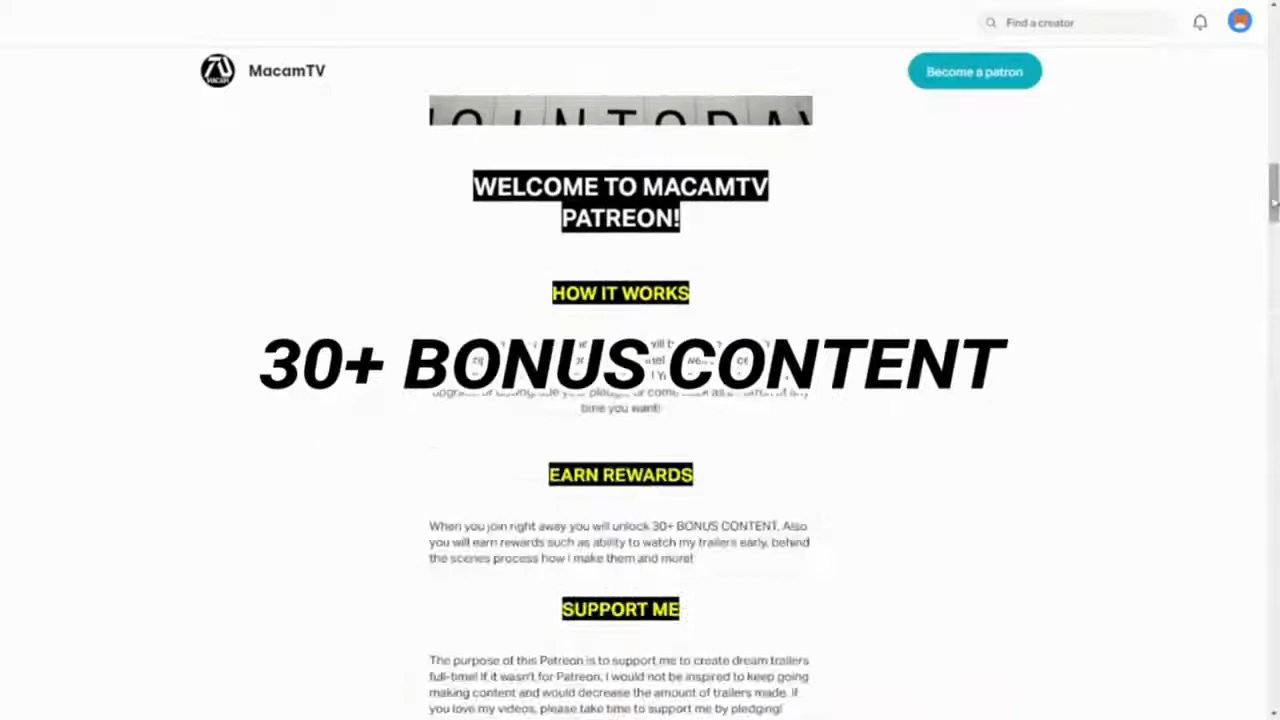 Find a creator
MACAM
MacamTV
Become a patron
JOIN TODAY
WELCOME TO MACAMTV
PATREON!
HOW IT WORKS
30+ BONUS CONTENT
time you want!
EARN REWARDS
When you join right away you will unlock 30+ BONUS CONTENT. Also
you will earn rewards such as ability to watch my trailers early, behind
the scenes process how I make them and more!
SUPPORT ME
The purpose of this Patreon is to support me to create dream trailers
full-time! If it wasn't for Patreon, I would not be inspired to keep going
making content and would decrease the amount of trailers made. If
you love my videos, please take time to support me by pledging!